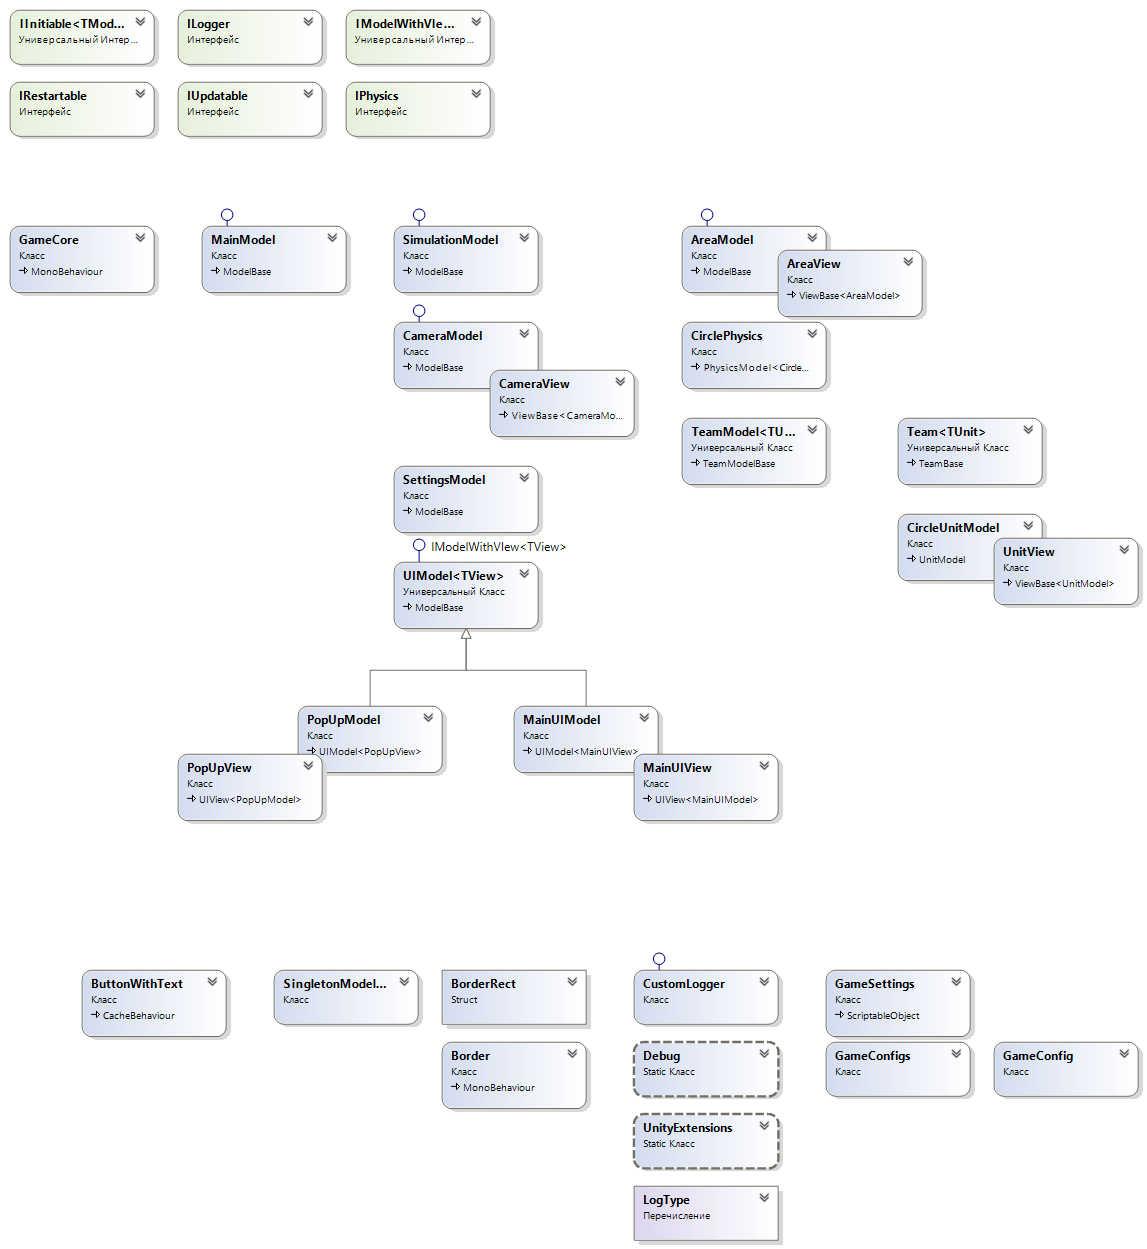 IInitiable<TMod...
Универсальный Интер...
ILogger
Интерфейс
IModelWithVIe...
Универсальный Интер...
IRestartable
Интерфейс
IUpdatable
Интерфейс
IPhysics
Интерфейс
GameCore
Класс
MonoBehaviour
MainModel
Класс
ModelBase
SimulationModel
Класс
ModelBase
AreaModel
Класс
ModelBase
AreaView
Класс
ViewBase<AreaModel>
CameraModel
Класс
ModelBase
CameraView
Класс
ViewBase<CameraMo...
CirclePhysics
Класс
PhysicsModel<Circle...
TeamModel<TU...
Универсальный Класс
TeamModelBase
Team<TUnit>
Универсальный Класс
TeamBase
SettingsModel
Класс
ModelBase
CircleUnitModel
Класс
UnitModel
UnitView
Класс
ViewBase<UnitModel>
IModelWithVIew<TView>
UIModel<TView>
Универсальный Класс
ModelBase
PopUpModel
Класс
UIModel<PopUpView>
PopUpView
Класс
UIView<PopUpModel>
MainUIModel
Класс
UIModel<MainUIView>
MainUIView
Класс
UIView<MainUIModel>
ButtonWithText
Класс
CacheBehaviour
SingletonModel...
Класс
BorderRect
Struct
CustomLogger
Класс
GameSettings
Класс
ScriptableObject
Border
Класс
MonoBehaviour
Debug
Static Класс
GameConfigs
Класс
GameConfig
Класс
UnityExtensions
Static Класс
LogType
Перечисление